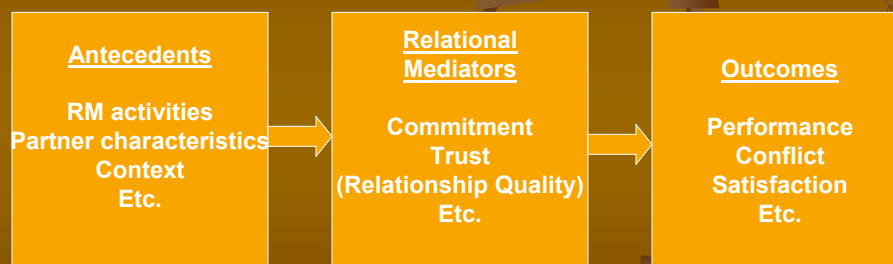 Antecedents
RM activities
Partner characteristics
Context
Etc.
Relational
Mediators
Commitment
Trust
(Relationship Quality)
Etc.
Outcomes
Performance
Conflict
Satisfaction
Etc.